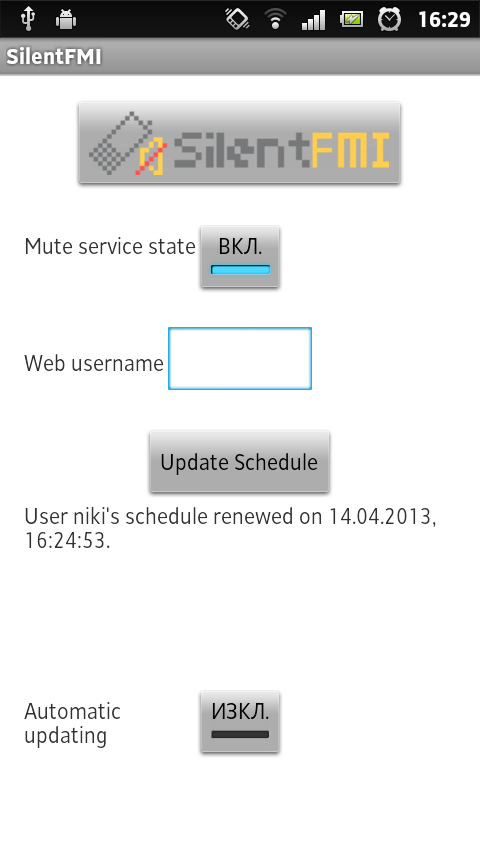 16:29
SilentFMI
SilentFMI
Mute service state ВКЛ.
Web username
Update Schedule
User niki's schedule renewed on 14.04.2013,
16:24:53.
Automatic ИЗКЛ.
updating